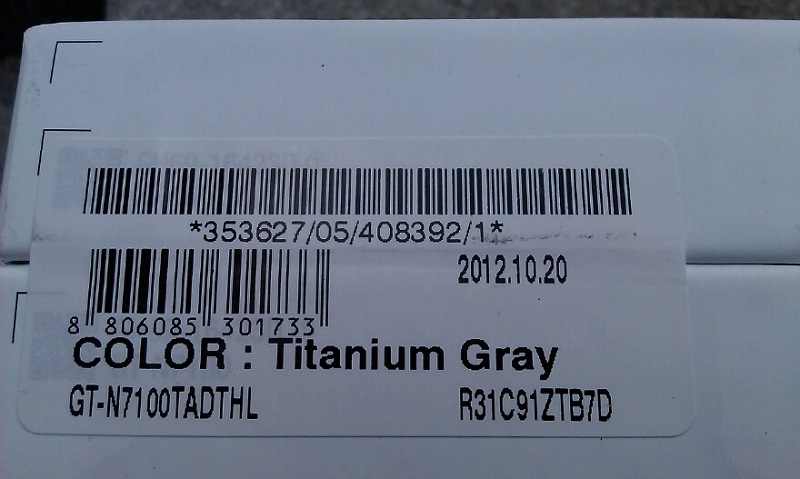 *353627/05/408392/1*
2012.10.20
8 806085 301733
COLOR : Titanium Gray
GT-N7100TADTHL R31C91ZTB7D